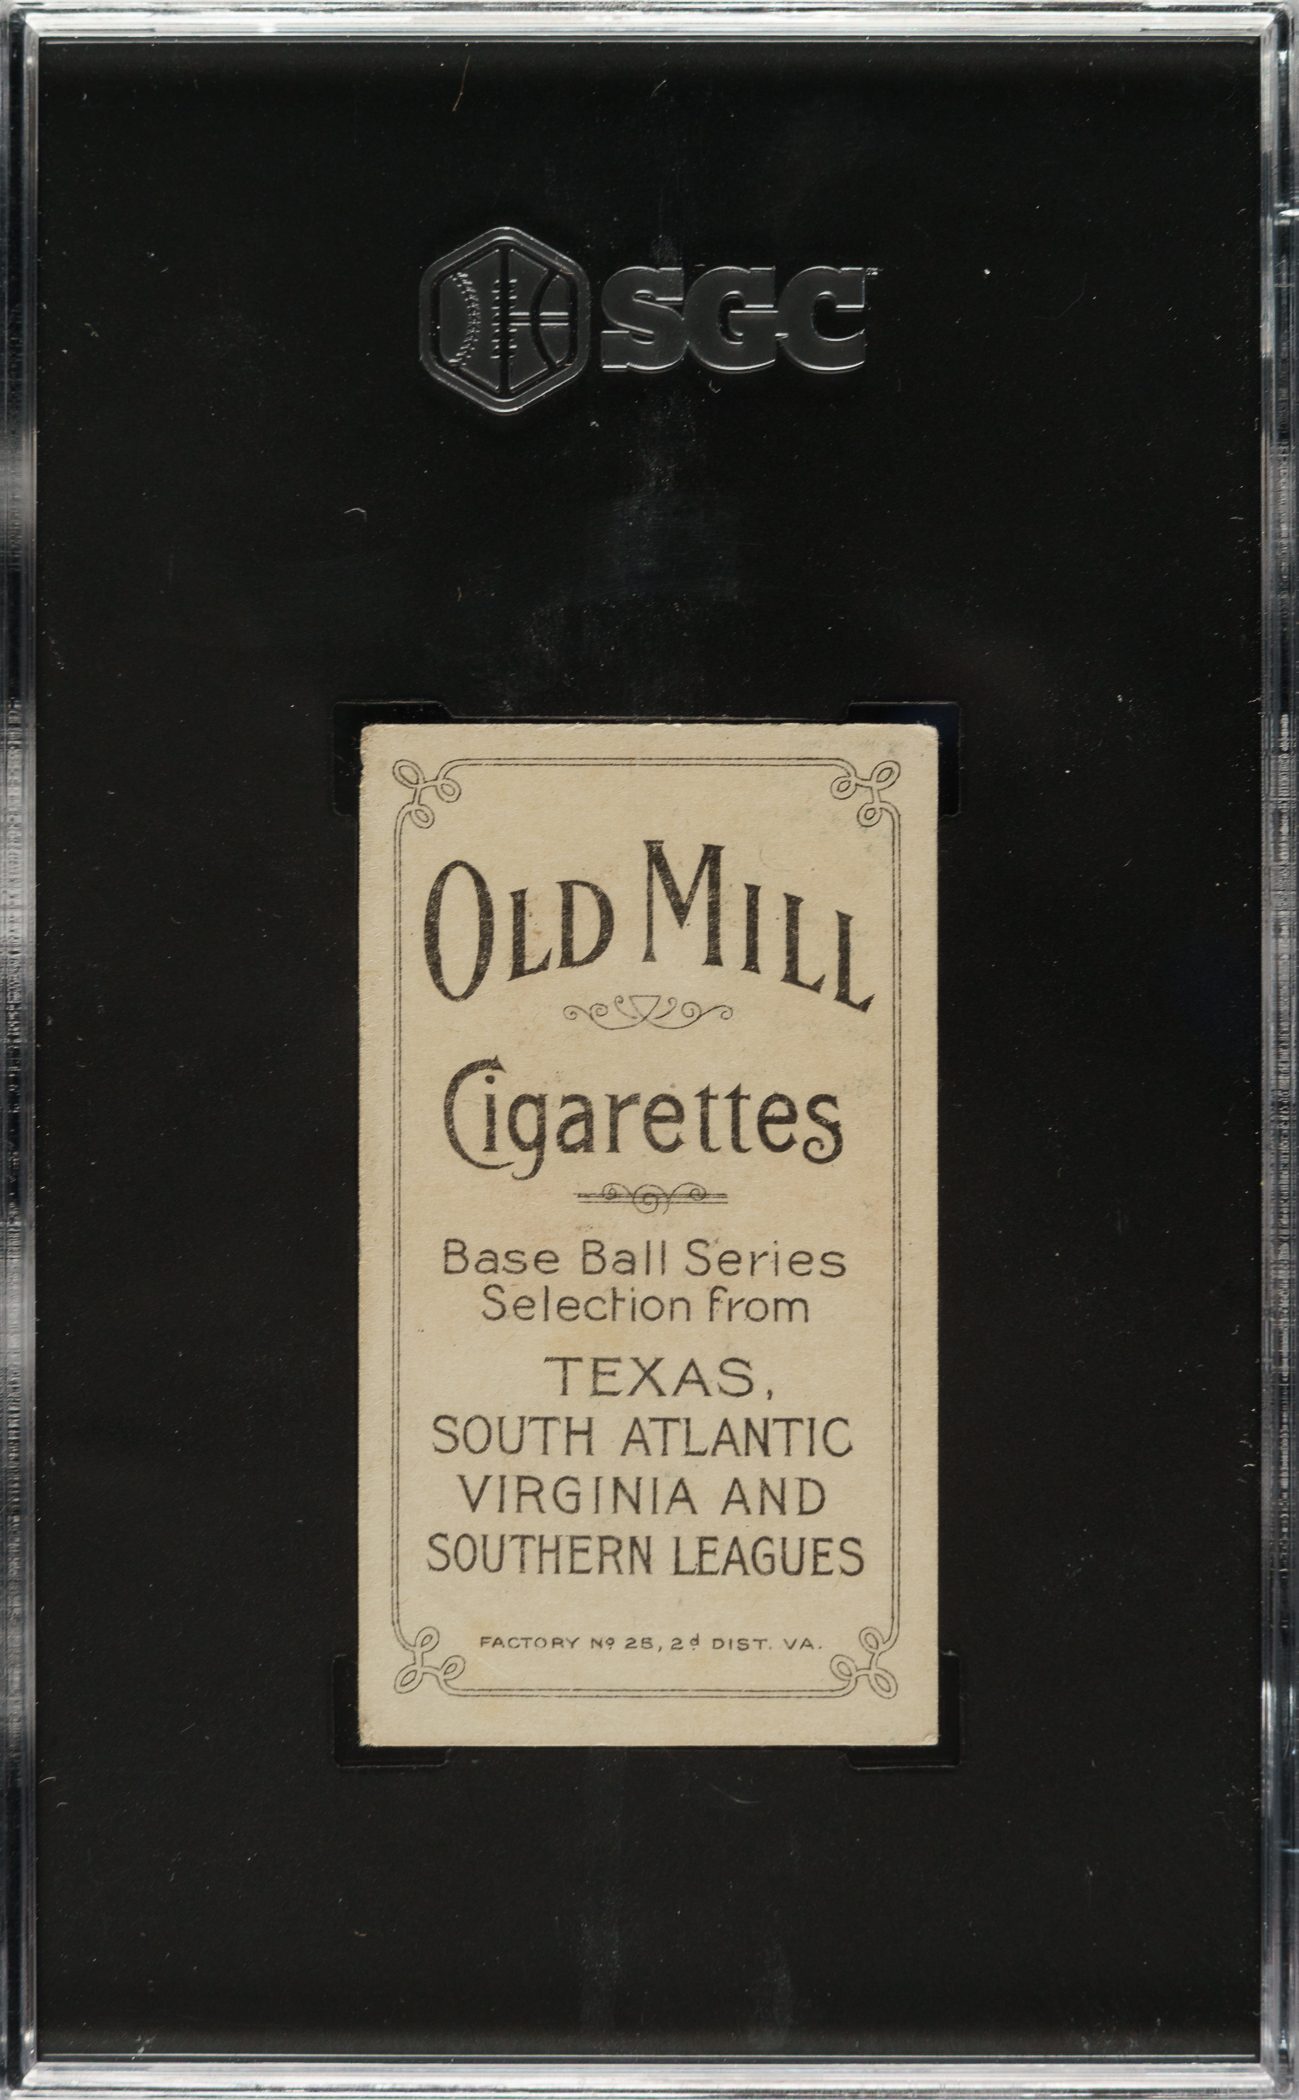 SGC
OLD MILL
Cigarettes
Base Ball Series
Selection from
TEXAS,
SOUTH ATLANTIC
VIRGINIA AND
SOUTHERN LEAGUES
FACTORY Nº 25, 2d DIST. VA.